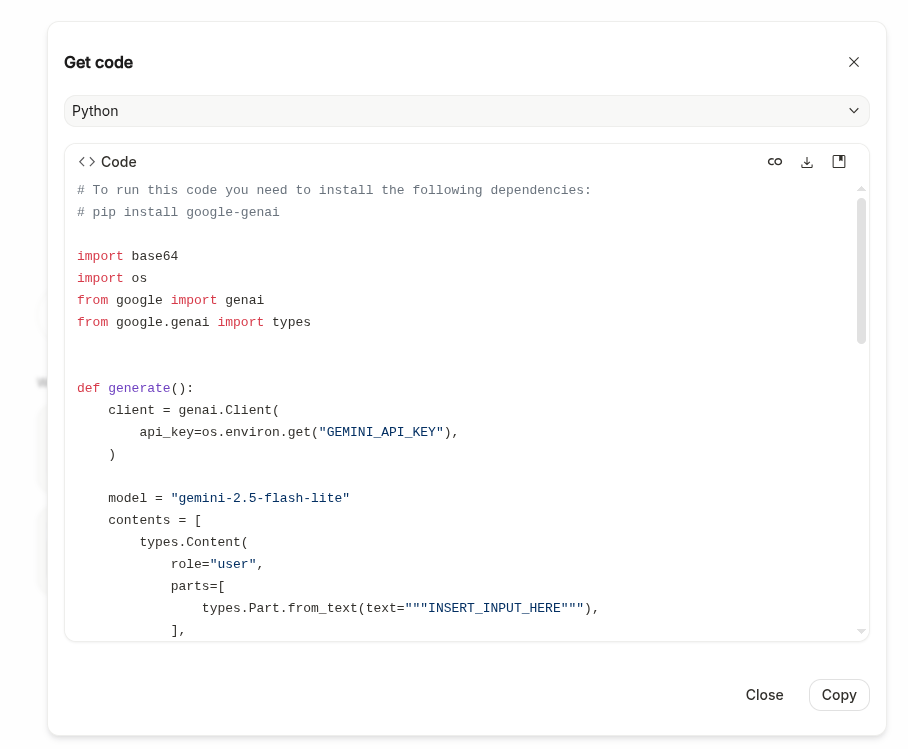 Get code
Python
<> Code
# To run this code you need to install the following dependencies:
# pip install google-genai
import base64
import os
from google import genai
from google.genai import types
def generate():
    client = genai.Client(
        api_key=os.environ.get("GEMINI_API_KEY"),
    )
    model = "gemini-2.5-flash-lite"
    contents = [
        types.Content(
            role="user",
            parts=[
                types.Part.from_text(text="""INSERT_INPUT_HERE"""),
            ],
Close
Copy